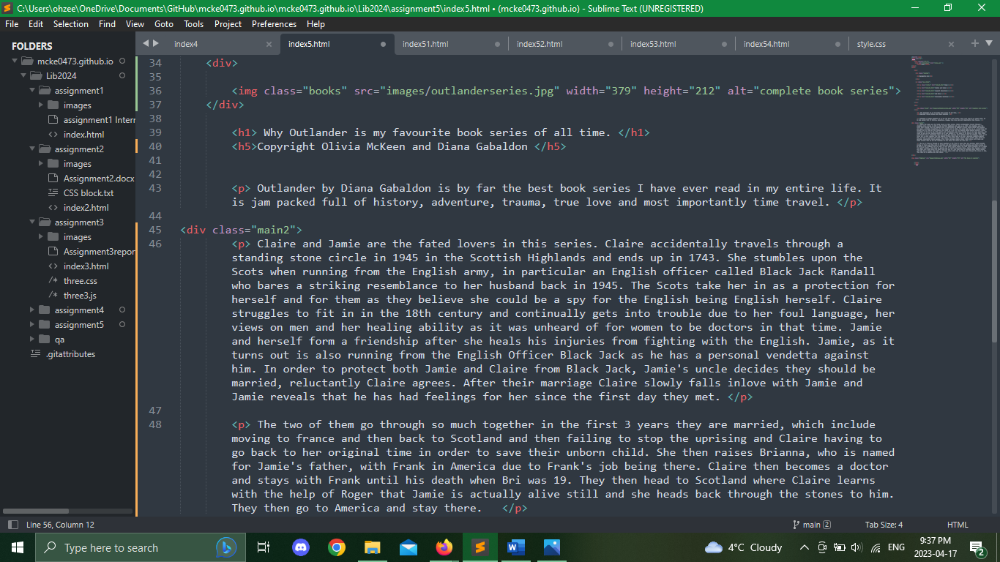 C:\Users\ohzee\OneDrive\Documents\GitHub\mcke0473.github.io\mcke0473.github.io\Lib2024\assignment5\index5.html • (mcke0473.github.io) - Sublime Text (UNREGISTERED)
File Edit Selection Find View Goto Tools Project Preferences Help
FOLDERS
mcke0473.github.io
Lib2024
assignment1
images
assignment1 Interr
index.html
assignment2
images
Assignment2.docx
CSS block.txt
index2.html
assignment3
images
Assignment3repor
index3.html
three.css
three3.js
assignment4
assignment5
qa
.gitattributes
index4 index5.html index51.html index52.html index53.html index54.html style.css
34 <div>
35
36 <img class="books" src="images/outlanderseries.jpg" width="379" height="212" alt="complete book series">
37 </div>
38
39 <h1> Why Outlander is my favourite book series of all time. </h1>
40 <h5>Copyright Olivia McKeen and Diana Gabaldon </h5>
41
42
43 <p> Outlander by Diana Gabaldon is by far the best book series I have ever read in my entire life. It
is jam packed full of history, adventure, trauma, true love and most importantly time travel. </p>
44
45 <div class="main2">
46 <p> Claire and Jamie are the fated lovers in this series. Claire accidentally travels through a
standing stone circle in 1945 in the Scottish Highlands and ends up in 1743. She stumbles upon the
Scots when running from the English army, in particular an English officer called Black Jack Randall
who bares a striking resemblance to her husband back in 1945. The Scots take her in as a protection for
herself and for them as they believe she could be a spy for the English being English herself. Claire
struggles to fit in in the 18th century and continually gets into trouble due to her foul language, her
views on men and her healing ability as it was unheard of for women to be doctors in that time. Jamie
and herself form a friendship after she heals his injuries from fighting with the English. Jamie, as it
turns out is also running from the English Officer Black Jack as he has a personal vendetta against
him. In order to protect both Jamie and Claire from Black Jack, Jamie's uncle decides they should be
married, reluctantly Claire agrees. After their marriage Claire slowly falls inlove with Jamie and
Jamie reveals that he has had feelings for her since the first day they met. </p>
47
48 <p> The two of them go through so much together in the first 3 years they are married, which include
moving to france and then back to Scotland and then failing to stop the uprising and Claire having to
go back to her original time in order to save their unborn child. She then raises Brianna, who is named
for Jamie's father, with Frank in America due to Frank's job being there. Claire then becomes a doctor
and stays with Frank until his death when Bri was 19. They then head to Scotland where Claire learns
with the help of Roger that Jamie is actually alive still and she heads back through the stones to him.
They then go to America and stay there. </p>
Line 56, Column 12 main 2 Tab Size: 4 HTML
Type here to search
4°C Cloudy ENG 9:37 PM
2023-04-17 2